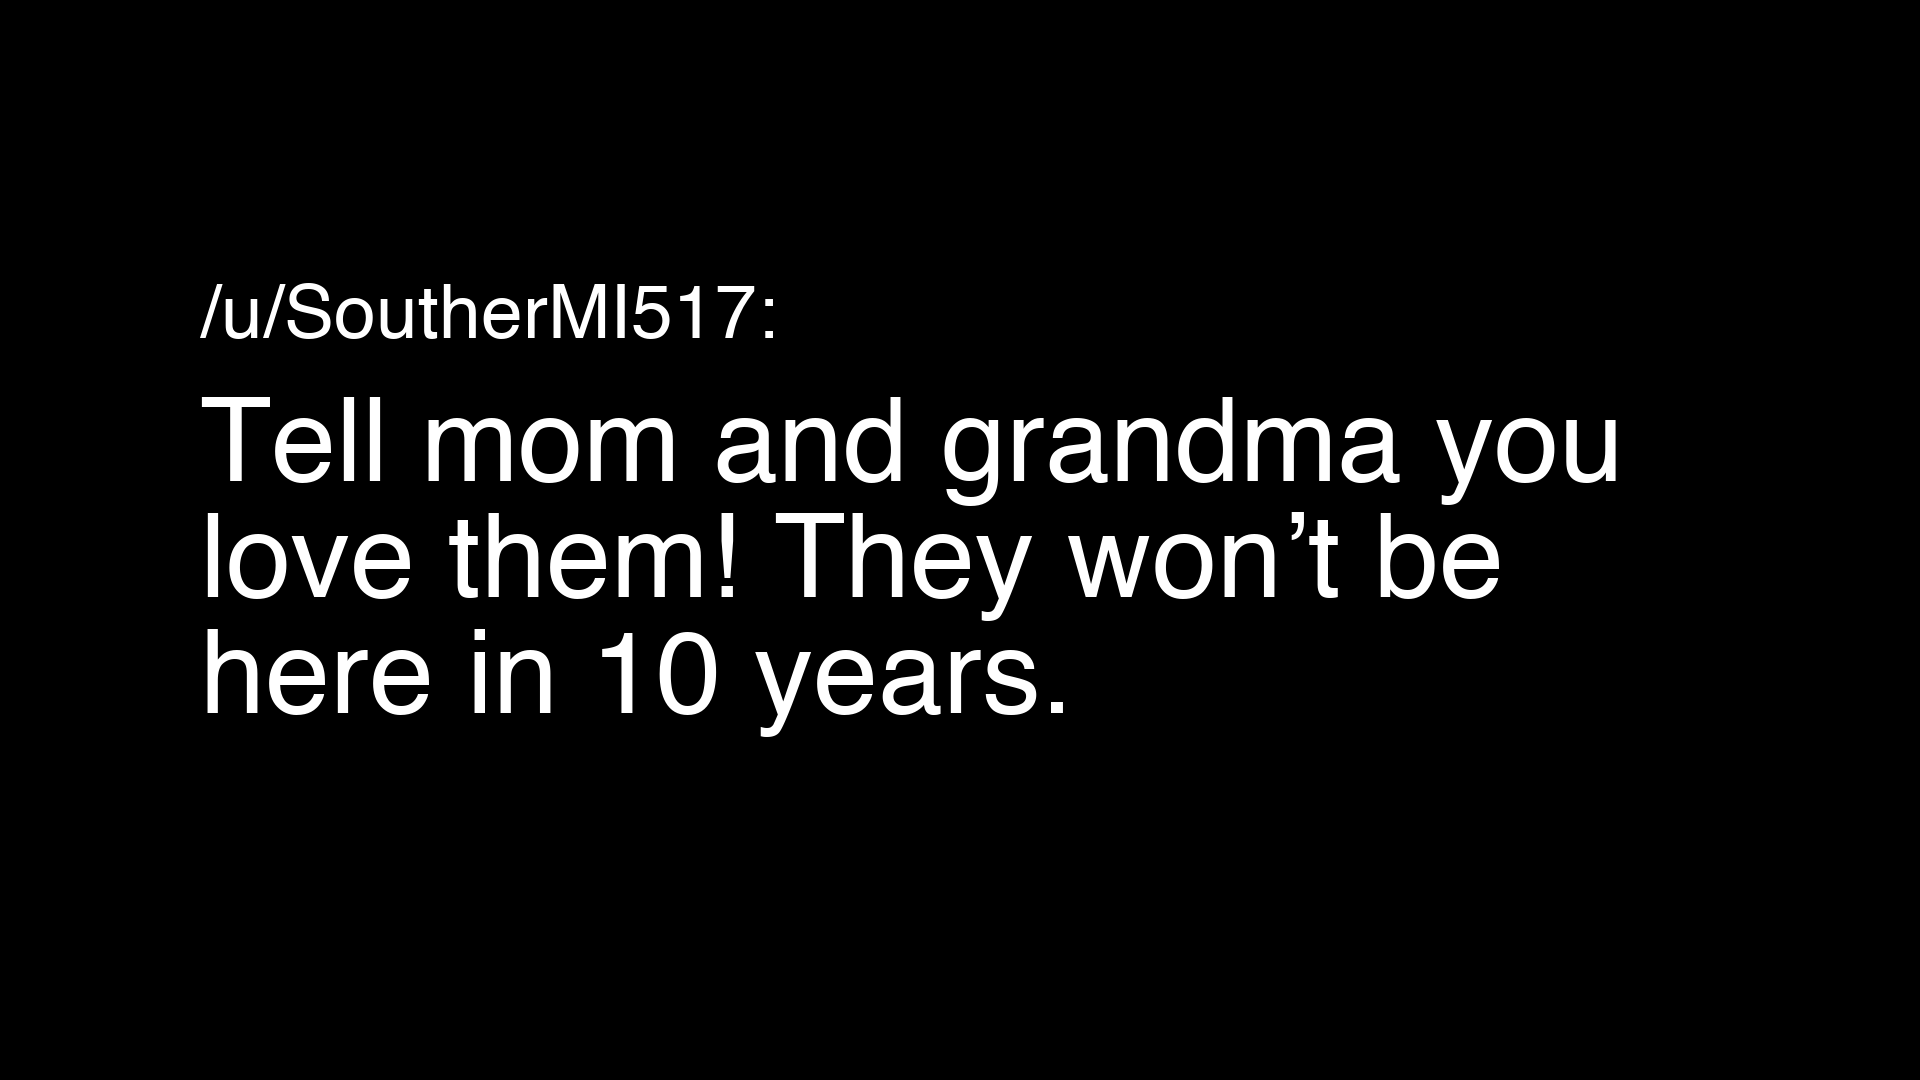 /u/SoutherMI517:
Tell mom and grandma you
love them! They won’t be
here in 10 years.